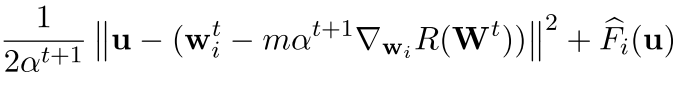 \frac{1}{2\alpha^{t+1}} \left\| \mathbf{u} - (\mathbf{w}_i^t - m\alpha^{t+1} \nabla_{\mathbf{w}_i} R(\mathbf{W}^t)) \right\|^2 + \widehat{F}_i(\mathbf{u})